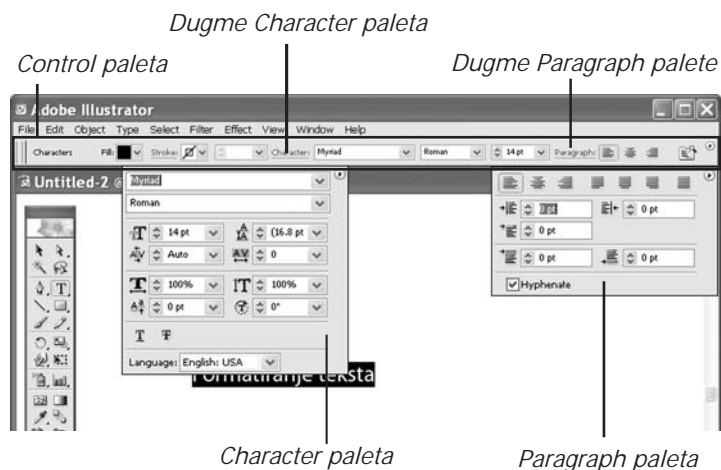 Dugme Character paleta
Control paleta
Dugme Paragraph palete
Adobe Illustrator
File Edit Object Type Select Filter Effect View Window Help
Characters Fill: Stroke: Character: Myriad Roman 14 pt Paragraph:
Untitled-2 @
Myriad
Roman
14 pt (16.8 pt
Auto 0
100% 100%
0 pt 0°
Language: English: USA
0 pt 0 pt
0 pt
0 pt 0 pt
Hyphenate
Formatiranje teksta
Character paleta
Paragraph paleta